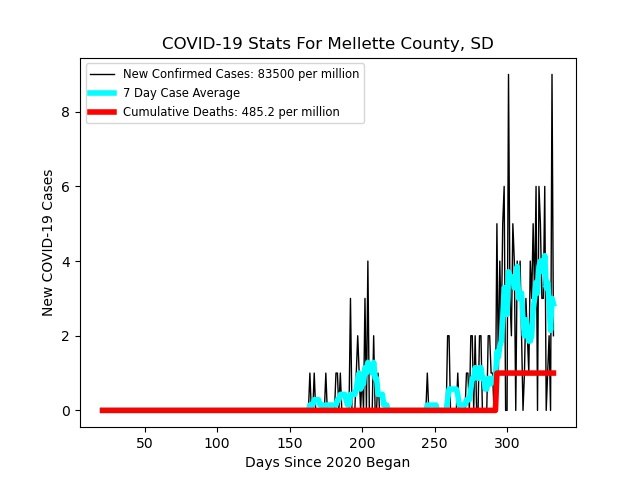 COVID-19 Stats For Mellette County, SD
New Confirmed Cases: 83500 per million
7 Day Case Average
Cumulative Deaths: 485.2 per million
New COVID-19 Cases
8
6
4
2
0
50 100 150 200 250 300
Days Since 2020 Began